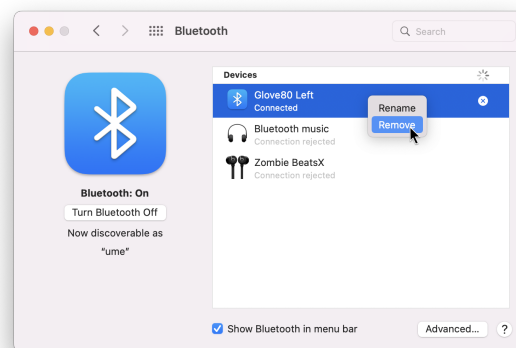 Bluetooth
Search
Devices
Glove80 Left
Connected
Rename
Remove
Bluetooth music
Connection rejected
Zombie BeatsX
Connection rejected
Bluetooth: On
Turn Bluetooth Off
Now discoverable as
“ume”
Show Bluetooth in menu bar
Advanced...
?